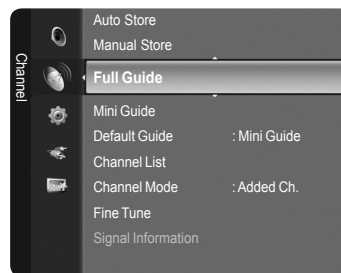 Channel
Auto Store
Manual Store
Full Guide
Mini Guide
Default Guide : Mini Guide
Channel List
Channel Mode : Added Ch.
Fine Tune
Signal Information